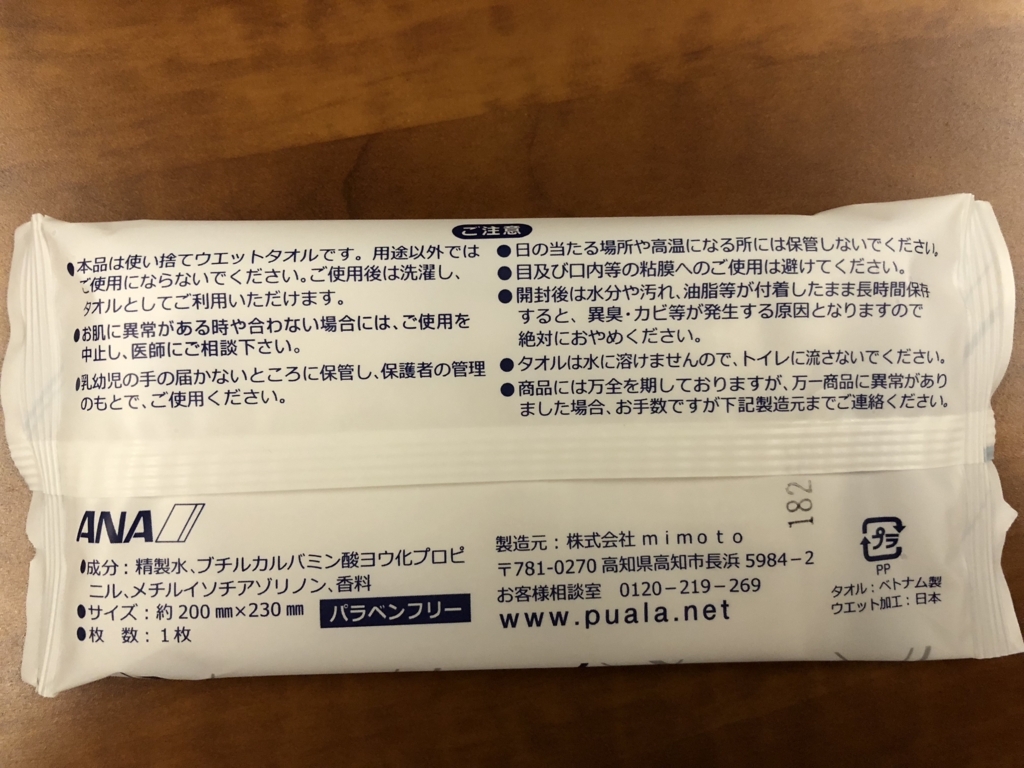 ご注意
●本品は使い捨てウエットタオルです。用途以外では
ご使用にならないでください。ご使用後は洗濯し、
タオルとしてご利用いただけます。
●お肌に異常がある時や合わない場合には、ご使用を
中止し、医師にご相談下さい。
●乳幼児の手の届かないところに保管し、保護者の管理
のもとで、ご使用ください。
●日の当たる場所や高温になる所には保管しないでください。
●目及び口内等の粘膜へのご使用は避けてください。
●開封後は水分や汚れ、油脂等が付着したまま長時間保存
すると、異臭・カビ等が発生する原因となりますので
絶対におやめください。
●タオルは水に溶けませんので、トイレに流さないでください。
●商品には万全を期しておりますが、万一商品に異常があり
ました場合、お手数ですが下記製造元までご連絡ください。
ANA
●成分：精製水、ブチルカルバミン酸ヨウ化プロピ
ニル、メチルイソチアゾリノン、香料
●サイズ：約200㎜×230㎜
パラベンフリー
●枚　数：1枚
製造元：株式会社mimoto
〒781-0270 高知県高知市長浜 5984－2
お客様相談室　0120－219－269
www.puala.net
182
プラ
PP
タオル：ベトナム製
ウエット加工：日本